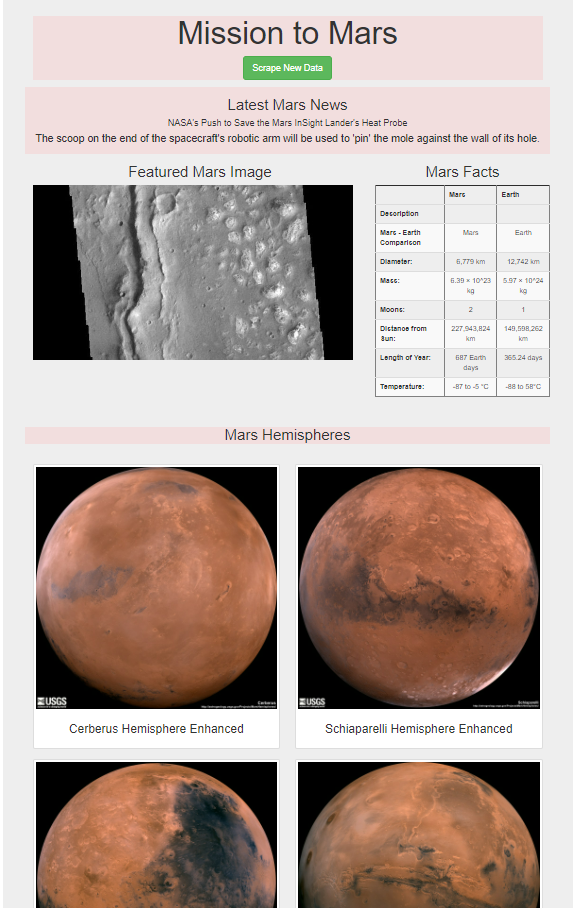 Mission to Mars
Scrape New Data
Latest Mars News
NASA's Push to Save the Mars InSight Lander's Heat Probe
The scoop on the end of the spacecraft's robotic arm will be used to 'pin' the mole against the wall of its hole.
Featured Mars Image
Mars Facts
Mars Earth
Description
Mars - Earth
Comparison
Mars Earth
Diameter: 6,779 km 12,742 km
Mass: 6.39 × 10^23
kg
5.97 × 10^24
kg
Moons: 2 1
Distance from
Sun:
227,943,824
km
149,598,262
km
Length of Year: 687 Earth
days
365.24 days
Temperature: -87 to -5 °C -88 to 58°C
Mars Hemispheres
USGS
Cerberus
USGS
Schiaparelli
Cerberus Hemisphere Enhanced
Schiaparelli Hemisphere Enhanced